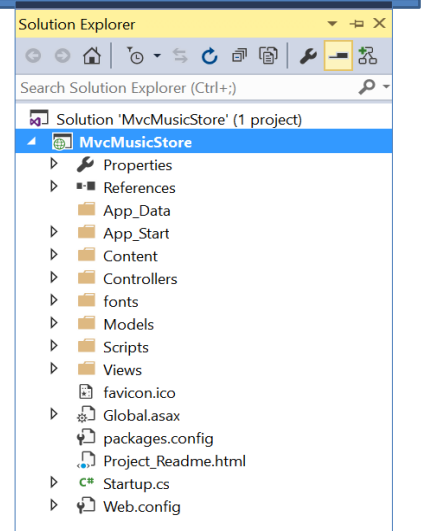 Solution Explorer
Search Solution Explorer (Ctrl+;)
Solution 'MvcMusicStore' (1 project)
MvcMusicStore
Properties
References
App_Data
App_Start
Content
Controllers
fonts
Models
Scripts
Views
favicon.ico
Global.asax
packages.config
Project_Readme.html
C# Startup.cs
Web.config